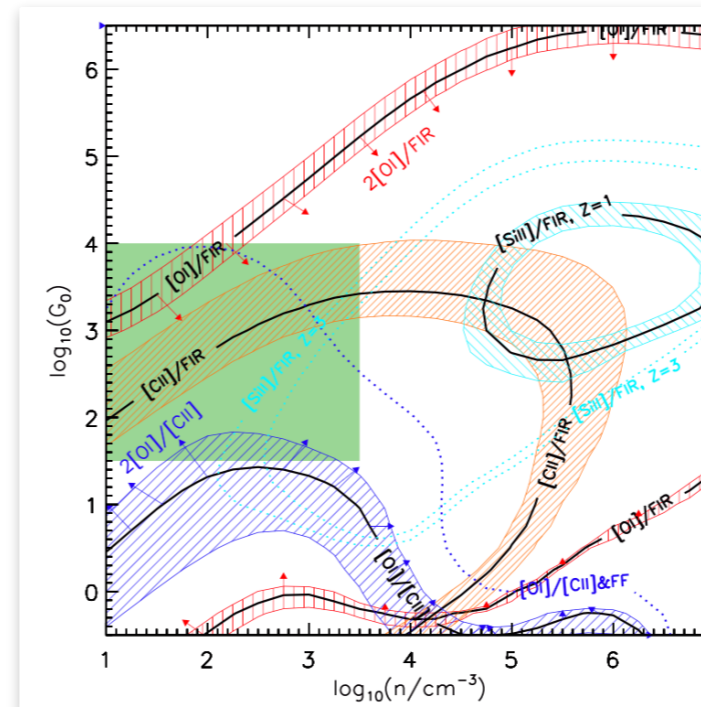 [OI]/FIR
6
5
4
3
2
1
0
log10(G0)
2[OI]/FIR
[SiII]/FIR, Z=1
[OI]/FIR
[CII]/FIR
[SiII]/FIR, Z=3
[SiII]/FIR, Z=3
2[OI]/[CII]
[CII]/FIR
[OI]/FIR
[OI]/[CII]
[OI]/[CII]&FF
1 2 3 4 5 6
log10(n/cm⁻³)